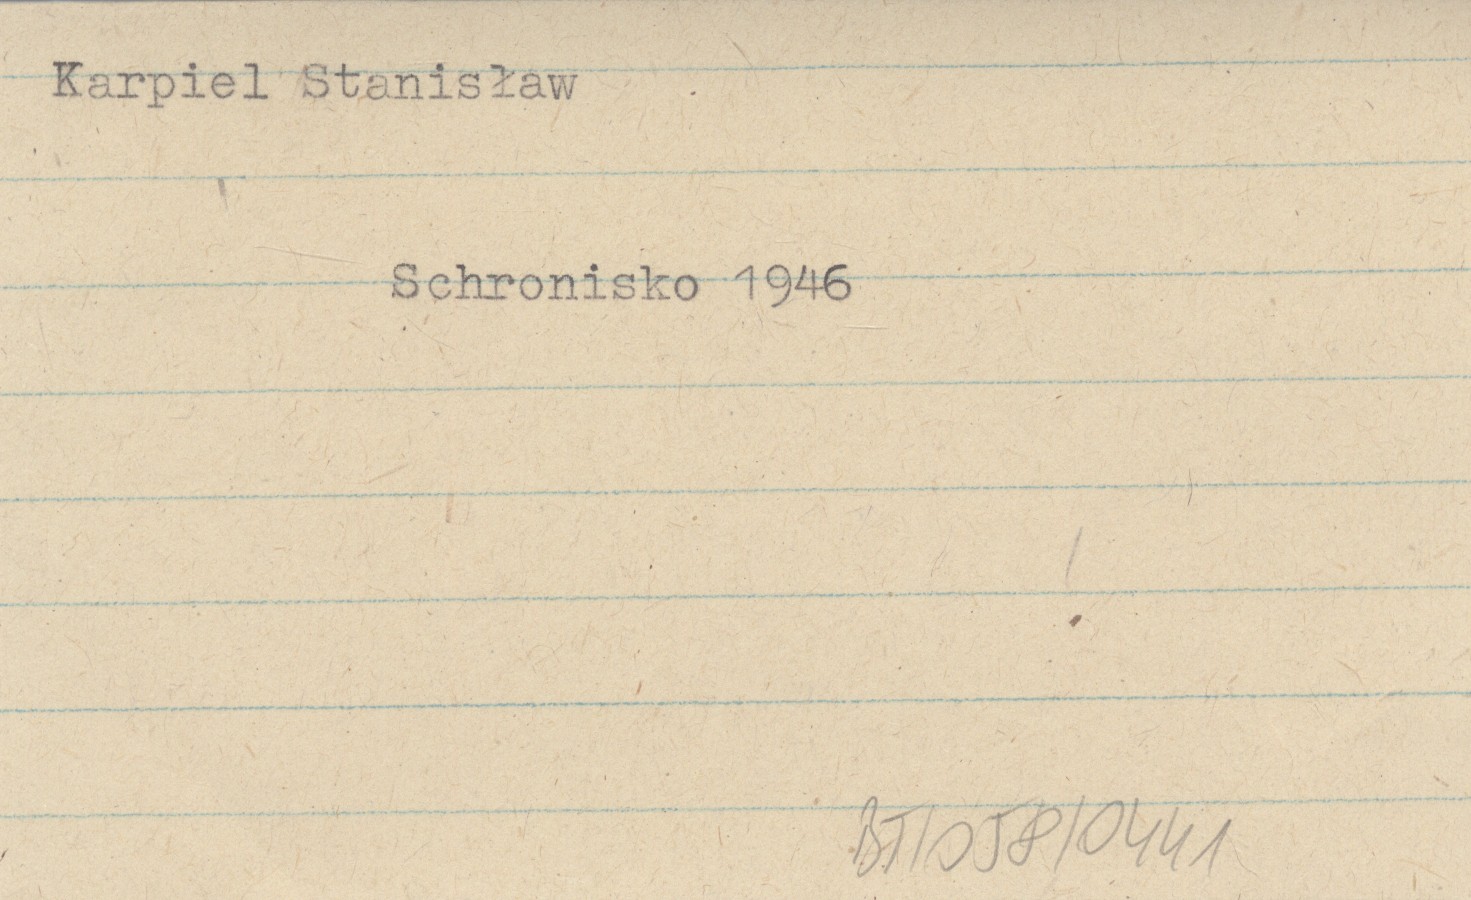 Karpiel Stanisław
Schronisko 1946
BT/058/0441